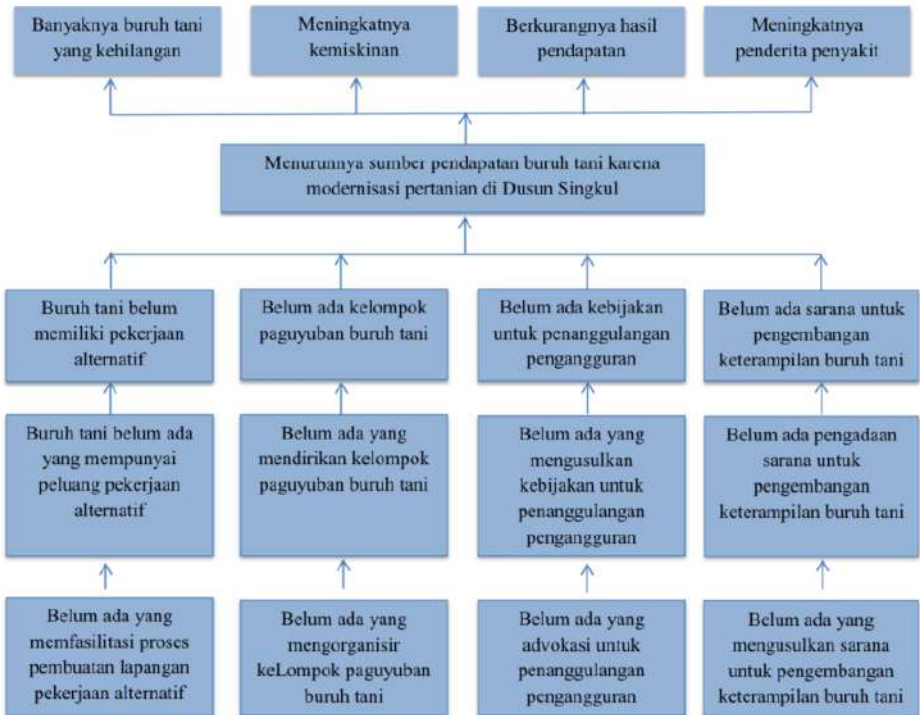 Banyaknya buruh tani
yang kehilangan
Meningkatnya
kemiskinan
Berkurangnya hasil
pendapatan
Meningkatnya
penderita penyakit
Menurunnya sumber pendapatan buruh tani karena
modernisasi pertanian di Dusun Singkul
Buruh tani belum
memiliki pekerjaan
alternatif
Belum ada kelompok
paguyuban buruh tani
Belum ada kebijakan
untuk penanggulangan
pengangguran
Belum ada sarana untuk
pengembangan
keterampilan buruh tani
Buruh tani belum ada
yang mempunyai
peluang pekerjaan
alternatif
Belum ada yang
mendirikan kelompok
paguyuban buruh tani
Belum ada yang
mengusulkan
kebijakan untuk
penanggulangan
pengangguran
Belum ada pengadaan
sarana untuk
pengembangan
keterampilan buruh tani
Belum ada yang
memfasilitasi proses
pembuatan lapangan
pekerjaan alternatif
Belum ada yang
mengorganisir
keLompok paguyuban
buruh tani
Belum ada yang
advokasi untuk
penanggulangan
pengangguran
Belum ada yang
mengusulkan sarana
untuk pengembangan
keterampilan buruh tani